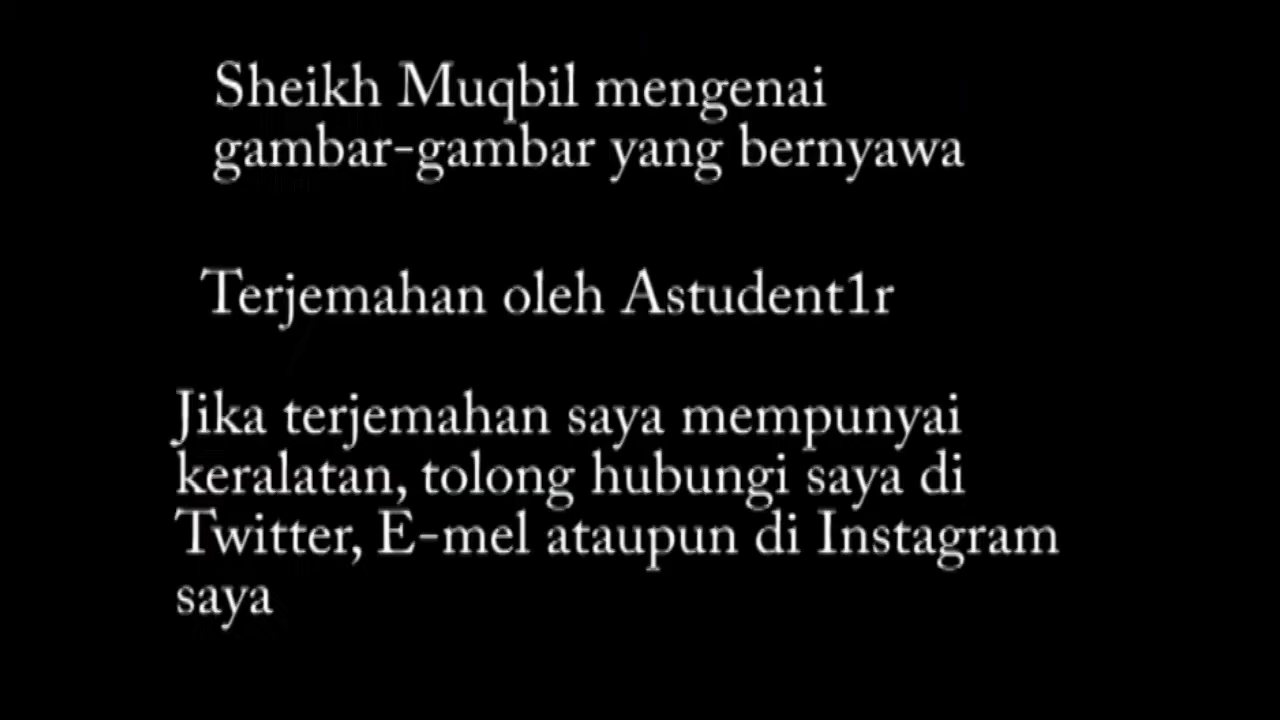 Sheikh Muqbil mengenai
gambar-gambar yang bernyawa
Terjemahan oleh Astudent1r
Jika terjemahan saya mempunyai
keralatan, tolong hubungi saya di
Twitter, E-mel ataupun di Instagram
saya